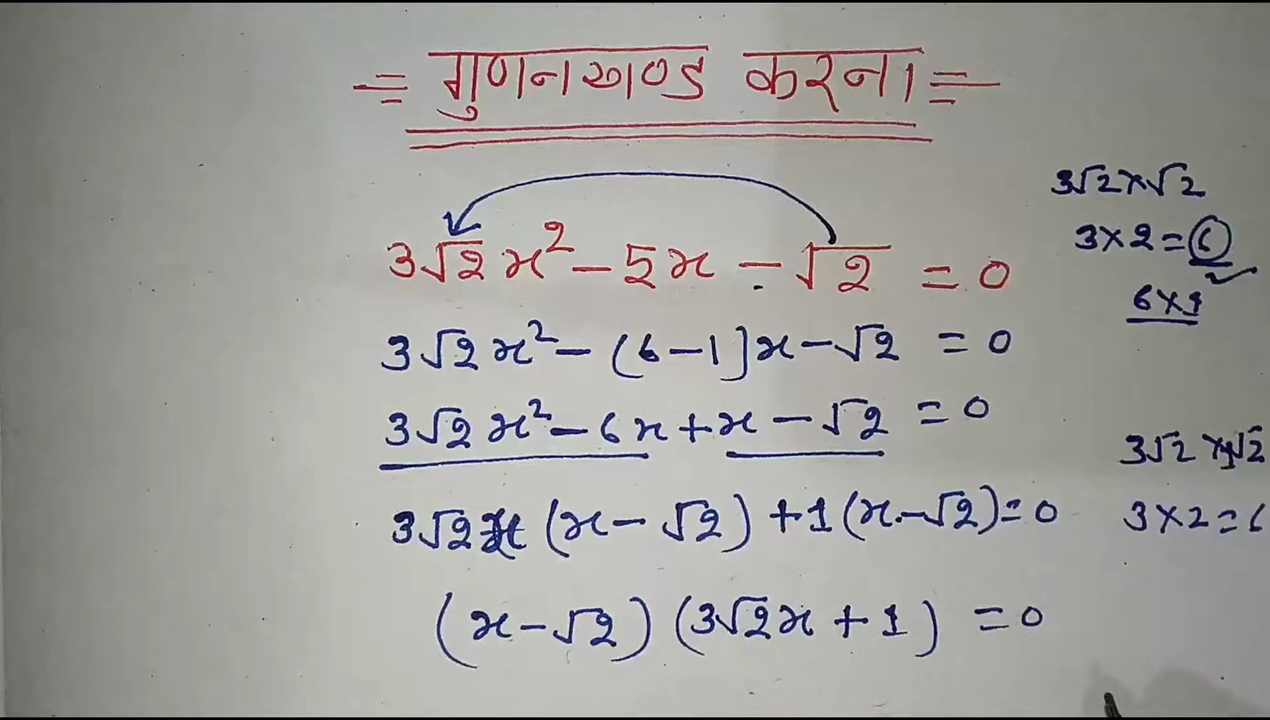 = गुणनखण्ड करना =
3√2x² - 5x - √2 = 0
3√2x² - (6-1)x - √2 = 0
3√2x² - 6x + x - √2 = 0
3√2x (x - √2) + 1(x - √2) = 0
(x - √2) (3√2x + 1) = 0
3√2 × √2
3 × 2 = 6
6 × 1
3√2 × √2
3 × 2 = 6